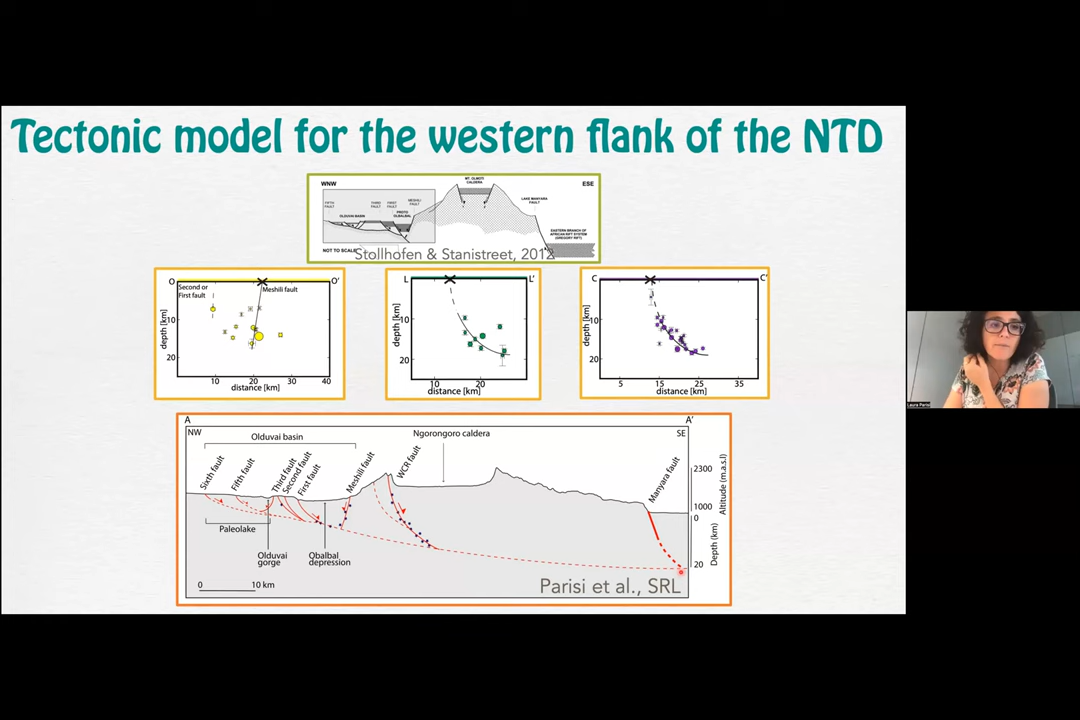 Tectonic model for the western flank of the NTD
WNW
MT. OLMOTI
CALDERA
ESE
FIFTH
FAULT
THIRD
FAULT
FIRST
FAULT
MESHILI
FAULT
LAKE MANYARA
FAULT
OLDUVAI BASIN
PROTO
OLBALBAL
EASTERN BRANCH OF
AFRICAN RIFT SYSTEM
(GREGORY RIFT)
NOT TO SCALE
Stollhofen & Stanistreet, 2012
O
O'
Second or
First fault
Meshili fault
depth [km]
10
20
10
20
30
40
distance [km]
L
L'
depth [km]
10
20
10
20
distance [km]
C
C'
depth [km]
10
20
5
15
25
35
distance [km]
A
A'
NW
SE
Olduvai basin
Ngorongoro caldera
Sixth fault
Fifth fault
Third fault
Second fault
First fault
Meshili fault
WCR fault
Manyara fault
2300
1000
Altitude (m.a.s.l)
0
20
Depth (km)
Paleolake
Olduvai
gorge
Obalbal
depression
0
10 km
Parisi et al., SRL
Laura Parisi